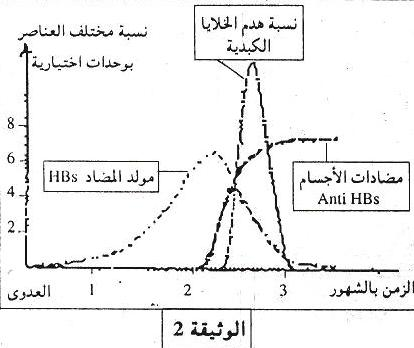 نسبة مختلف العناصر
بوحدات اختيارية
نسبة هدم الخلايا
الكبدية
8
6
4
2
مولد المضاد HBs
مضادات الأجسام
Anti HBs
العدوى
1
2
3
الزمن بالشهور
الوثيقة 2